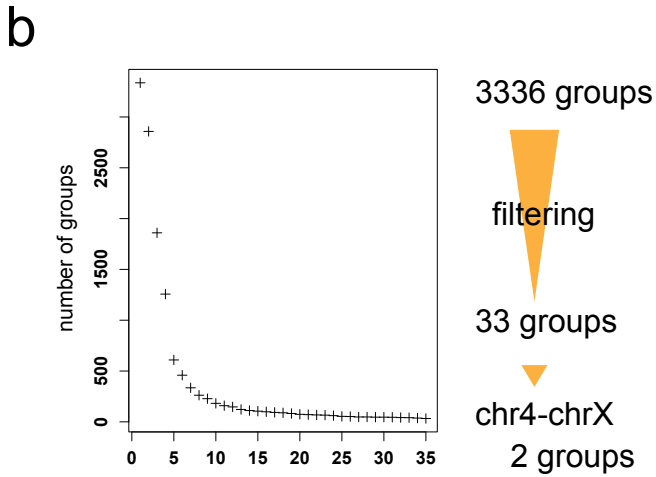 b
number of groups
2500
1500
500
0
0 5 10 15 20 25 30 35
3336 groups
filtering
33 groups
chr4-chrX
2 groups